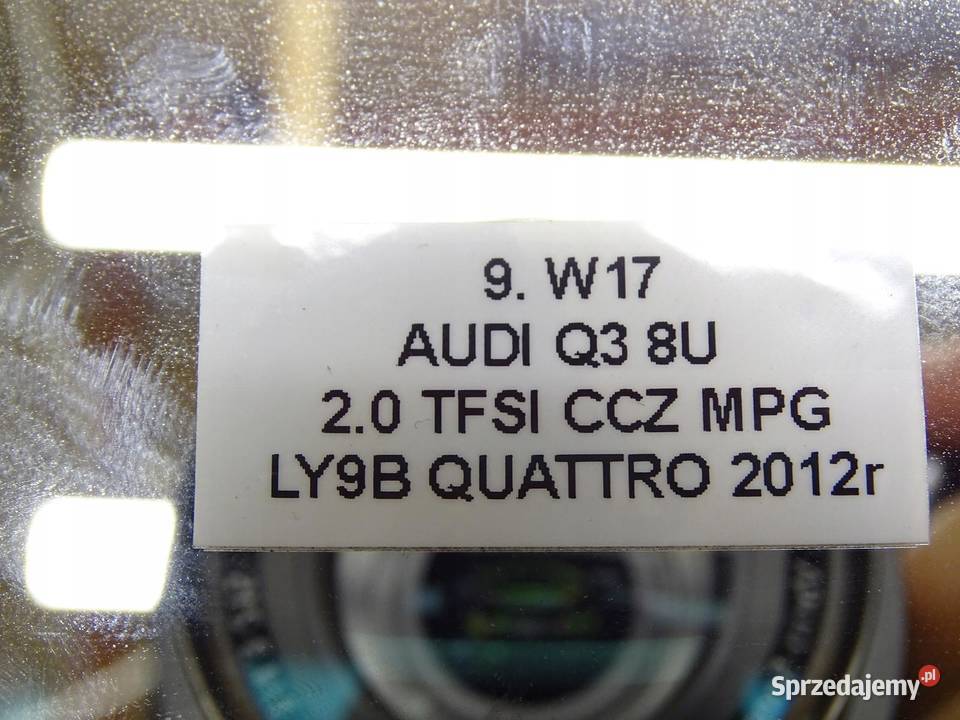 9. W17
AUDI Q3 8U
2.0 TFSI CCZ MPG
LY9B QUATTRO 2012r
Sprzedajemy.pl